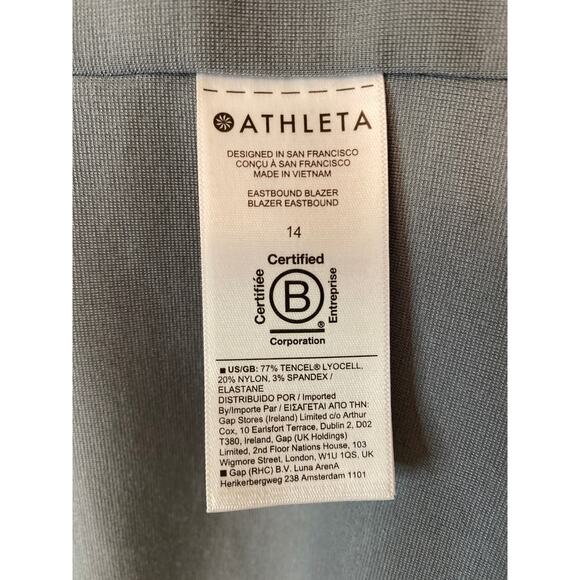 ATHLETA
DESIGNED IN SAN FRANCISCO
CONÇU À SAN FRANCISCO
MADE IN VIETNAM
EASTBOUND BLAZER
BLAZER EASTBOUND
14
Certified
Certifiée
B
Entreprise
®
Corporation
■ US/GB: 77% TENCEL® LYOCELL,
20% NYLON, 3% SPANDEX /
ELASTANE
DISTRIBUIDO POR / Imported
By/Importe Par / ΕΙΣΑΓΕΤΑΙ ΑΠΟ ΤΗΝ:
Gap Stores (Ireland) Limited c/o Arthur
Cox, 10 Earlsfort Terrace, Dublin 2, D02
T380, Ireland, Gap (UK Holdings)
Limited, 2nd Floor Nations House, 103
Wigmore Street, London, W1U 1QS, UK
■ Gap (RHC) B.V. Luna ArenA
Herikerbergweg 238 Amsterdam 1101